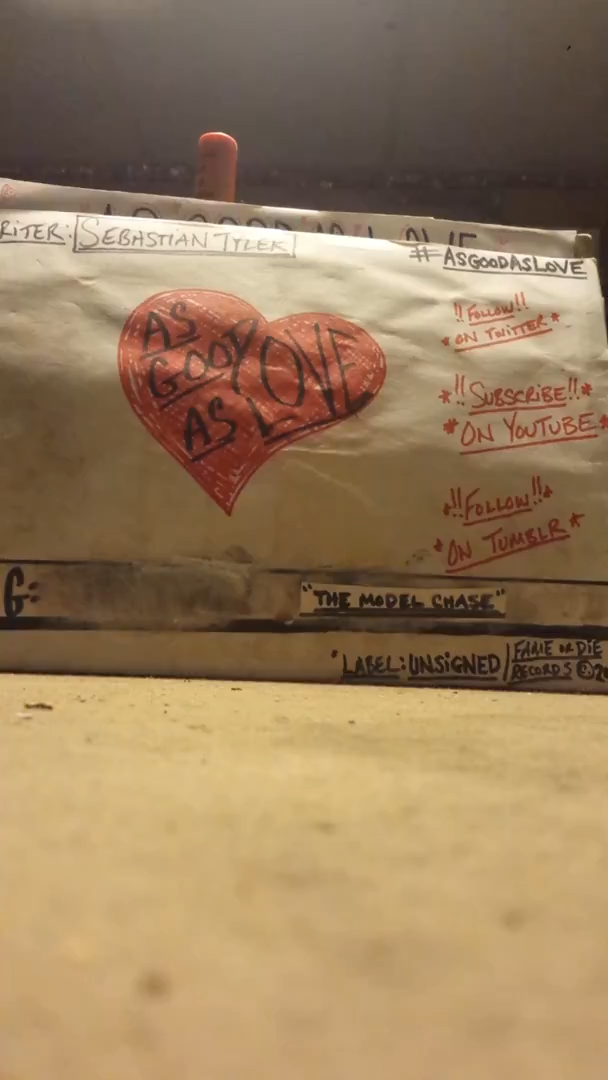 RITER: SEBASTIAN TYLER
# ASGOODASLOVE
AS
GOOD
AS LOVE
!!FOLLOW!!
*ON TWITTER*
*!!SUBSCRIBE!!*
*ON YOUTUBE*
*!!FOLLOW!!*
*ON TUMBLR*
G:
"THE MODEL CHASE"
*LABEL: UNSIGNED / FAME OR DIE
RECORDS © 20